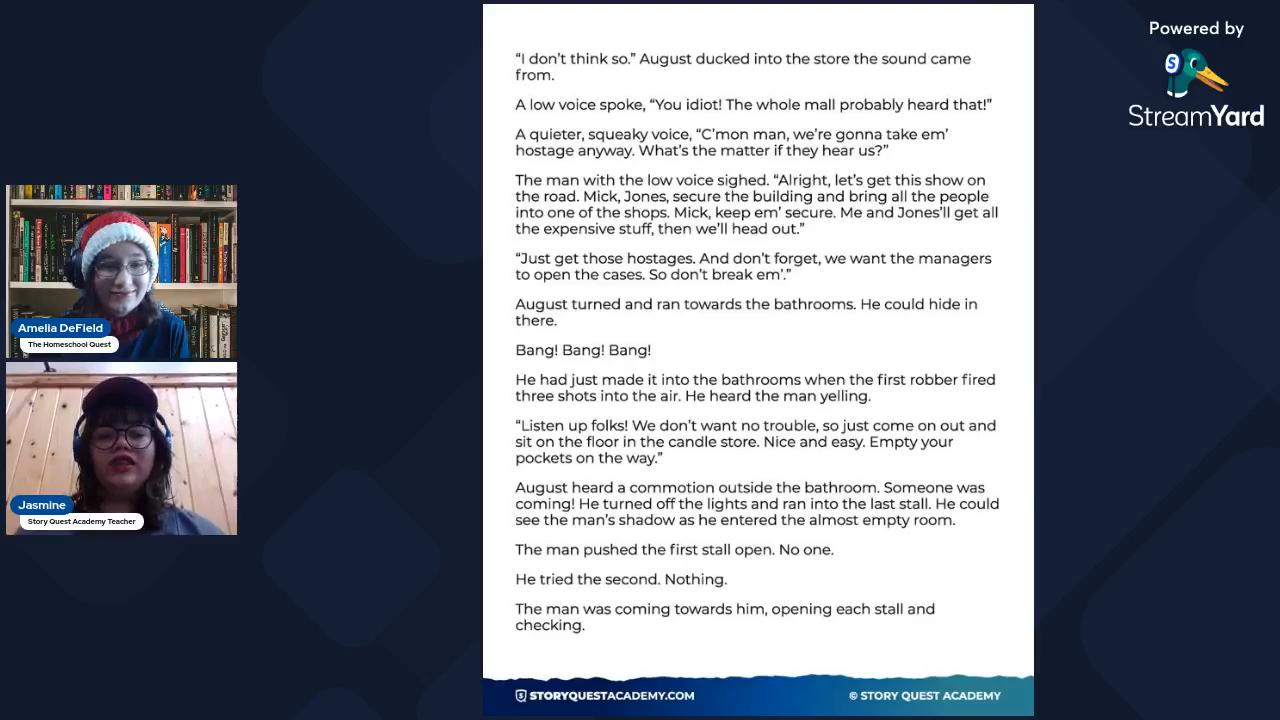 “I don’t think so.” August ducked into the store the sound came
from.
A low voice spoke, “You idiot! The whole mall probably heard that!”
A quieter, squeaky voice, “C’mon man, we’re gonna take em’
hostage anyway. What’s the matter if they hear us?”
The man with the low voice sighed. “Alright, let’s get this show on
the road. Mick, Jones, secure the building and bring all the people
into one of the shops. Mick, keep em’ secure. Me and Jones’ll get all
the expensive stuff, then we’ll head out.”
“Just get those hostages. And don’t forget, we want the managers
to open the cases. So don’t break em’.”
August turned and ran towards the bathrooms. He could hide in
there.
Bang! Bang! Bang!
He had just made it into the bathrooms when the first robber fired
three shots into the air. He heard the man yelling.
“Listen up folks! We don’t want no trouble, so just come on out and
sit on the floor in the candle store. Nice and easy. Empty your
pockets on the way.”
August heard a commotion outside the bathroom. Someone was
coming! He turned off the lights and ran into the last stall. He could
see the man’s shadow as he entered the almost empty room.
The man pushed the first stall open. No one.
He tried the second. Nothing.
The man was coming towards him, opening each stall and
checking.
STORYQUESTACADEMY.COM
© STORY QUEST ACADEMY
Amelia DeField
The Homeschool Quest
Jasmine
Story Quest Academy Teacher
Powered by
S
StreamYard